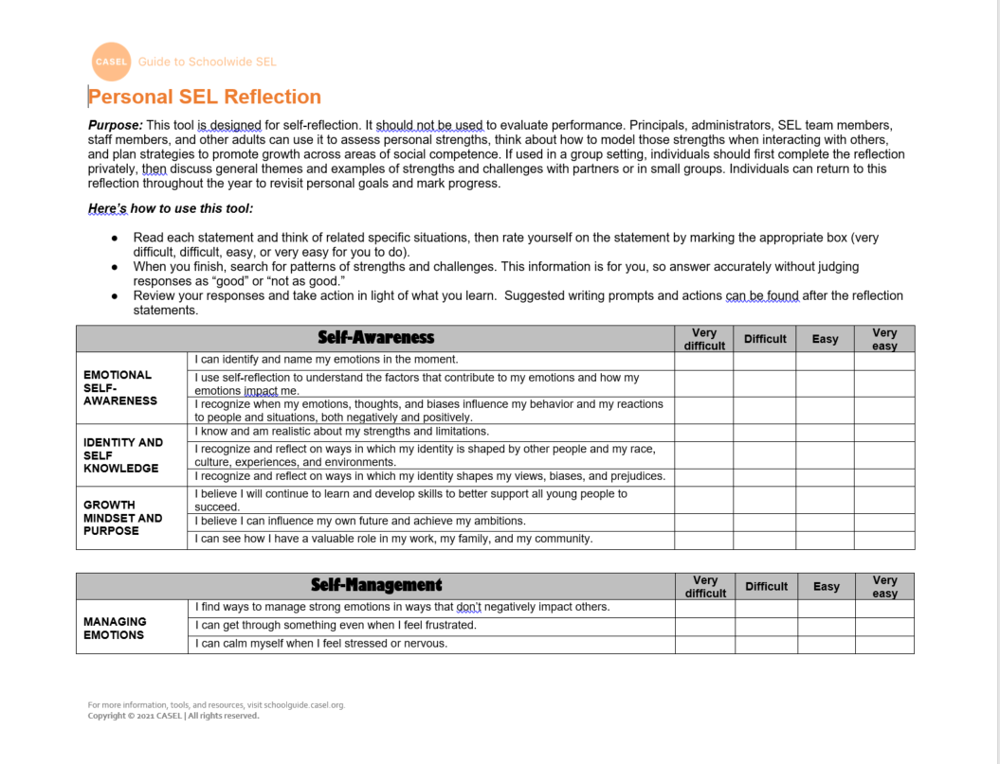 CASEL Guide to Schoolwide SEL
Personal SEL Reflection
Purpose: This tool is designed for self-reflection. It should not be used to evaluate performance. Principals, administrators, SEL team members,
staff members, and other adults can use it to assess personal strengths, think about how to model those strengths when interacting with others,
and plan strategies to promote growth across areas of social competence. If used in a group setting, individuals should first complete the reflection
privately, then discuss general themes and examples of strengths and challenges with partners or in small groups. Individuals can return to this
reflection throughout the year to revisit personal goals and mark progress.
Here's how to use this tool:
● Read each statement and think of related specific situations, then rate yourself on the statement by marking the appropriate box (very
difficult, difficult, easy, or very easy for you to do).
● When you finish, search for patterns of strengths and challenges. This information is for you, so answer accurately without judging
responses as “good” or “not as good.”
● Review your responses and take action in light of what you learn.  Suggested writing prompts and actions can be found after the reflection
statements.
Self-Awareness
Very
difficult
Difficult
Easy
Very
easy
EMOTIONAL
SELF-
AWARENESS
I can identify and name my emotions in the moment.
I use self-reflection to understand the factors that contribute to my emotions and how my
emotions impact me.
I recognize when my emotions, thoughts, and biases influence my behavior and my reactions
to people and situations, both negatively and positively.
IDENTITY AND
SELF
KNOWLEDGE
I know and am realistic about my strengths and limitations.
I recognize and reflect on ways in which my identity is shaped by other people and my race,
culture, experiences, and environments.
I recognize and reflect on ways in which my identity shapes my views, biases, and prejudices.
GROWTH
MINDSET AND
PURPOSE
I believe I will continue to learn and develop skills to better support all young people to
succeed.
I believe I can influence my own future and achieve my ambitions.
I can see how I have a valuable role in my work, my family, and my community.
Self-Management
Very
difficult
Difficult
Easy
Very
easy
MANAGING
EMOTIONS
I find ways to manage strong emotions in ways that don't negatively impact others.
I can get through something even when I feel frustrated.
I can calm myself when I feel stressed or nervous.
For more information, tools, and resources, visit schoolguide.casel.org.
Copyright © 2021 CASEL | All rights reserved.